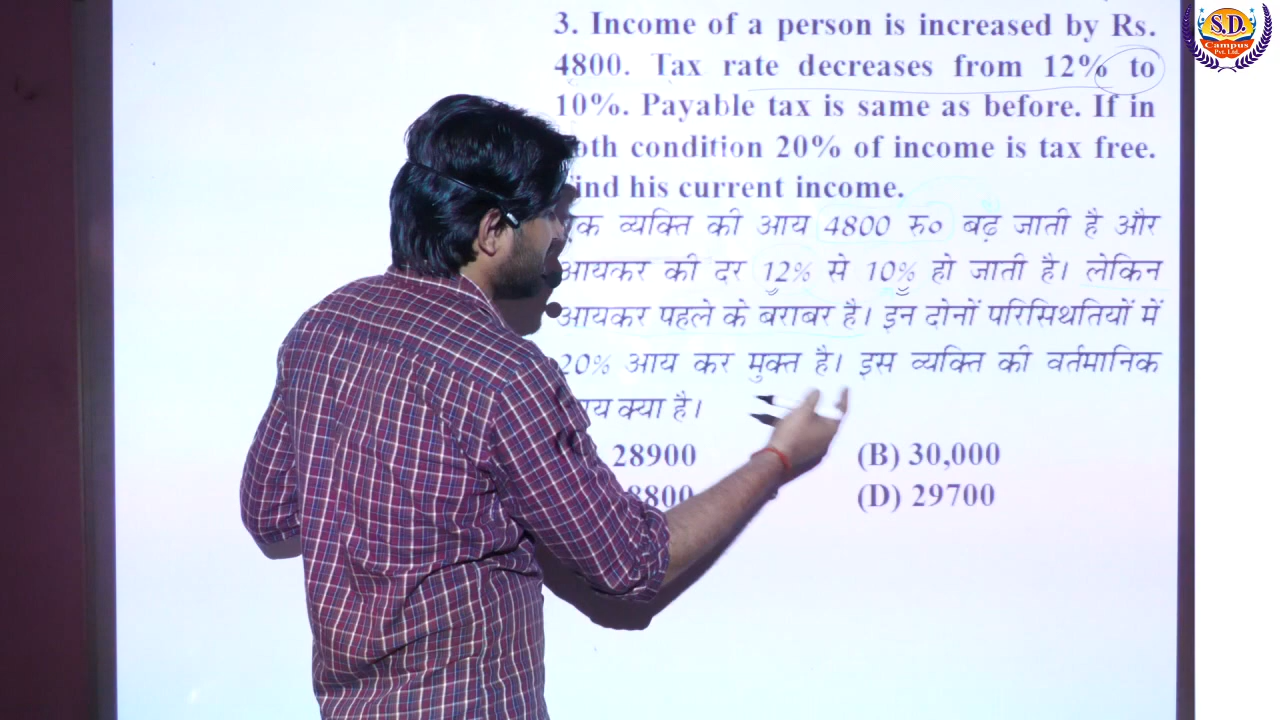 3. Income of a person is increased by Rs.
4800. Tax rate decreases from 12% to
10%. Payable tax is same as before. If in
condition 20% of income is tax free.
his current income.
व्यक्ति की आय 4800 रु० बढ़ जाती है और
आयकर की दर 12% से 10% हो जाती है। लेकिन
आयकर पहले के बराबर है। इन दोनों परिसिथतियों में
20% आय कर मुक्त है। इस व्यक्ति की वर्तमानिक
क्या है।
28900 (B) 30,000
(D) 29700
S.D.
Campus
Pvt. Ltd.